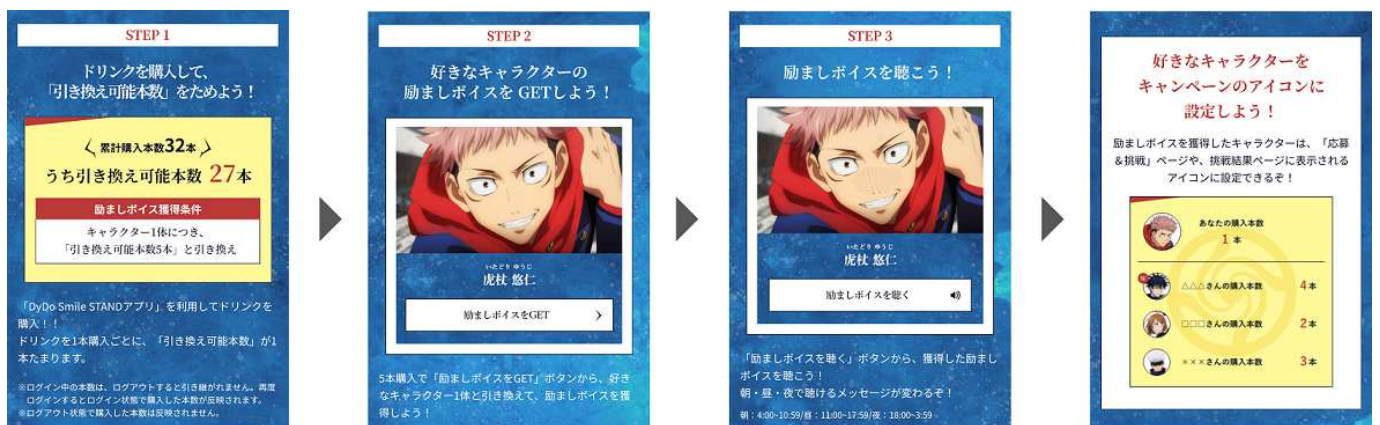 STEP 1
ドリンクを購入して、
「引き換え可能本数」をためよう！
累計購入本数32本
うち引き換え可能本数 27本
励ましボイス獲得条件
キャラクター1体につき、
「引き換え可能本数5本」と引き換え
「DyDo Smile STANDアプリ」を利用してドリンクを
購入！！
ドリンクを1本購入ごとに、「引き換え可能本数」が1
本たまります。
※ログイン中の本数は、ログアウトすると引き継がれません。再度
ログインするとログイン状態で購入した本数が反映されます。
※ログアウト状態で購入した本数は反映されません。
STEP 2
好きなキャラクターの
励ましボイスを GETしよう！
いたどり ゆうじ
虎杖 悠仁
励ましボイスをGET
5本購入で「励ましボイスをGET」ボタンから、好き
なキャラクター1体と引き換えて、励ましボイスを獲
得しよう！
STEP 3
励ましボイスを聴こう！
いたどり ゆうじ
虎杖 悠仁
励ましボイスを聴く
「励ましボイスを聴く」ボタンから、獲得した励まし
ボイスを聴こう！
朝・昼・夜で聴けるメッセージが変わるぞ！
朝：4:00~10:59/昼：11:00~17:59/夜：18:00~3:59
好きなキャラクターを
キャンペーンのアイコンに
設定しよう！
励ましボイスを獲得したキャラクターは、「応募
&挑戦」ページや、挑戦結果ページに表示される
アイコンに設定できるぞ！
あなたの購入本数
1 本
△△△さんの購入本数 4本
□□□さんの購入本数 2本
×××さんの購入本数 3本